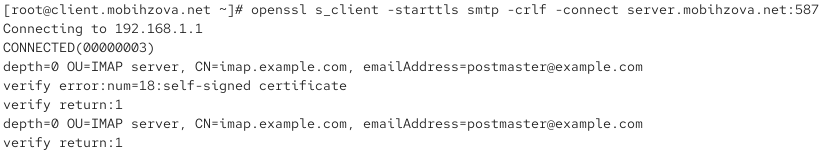 [root@client.mobihzova.net ~]# openssl s_client -starttls smtp -crlf -connect server.mobihzova.net:587
Connecting to 192.168.1.1
CONNECTED(00000003)
depth=0 OU=IMAP server, CN=imap.example.com, emailAddress=postmaster@example.com
verify error:num=18:self-signed certificate
verify return:1
depth=0 OU=IMAP server, CN=imap.example.com, emailAddress=postmaster@example.com
verify return:1